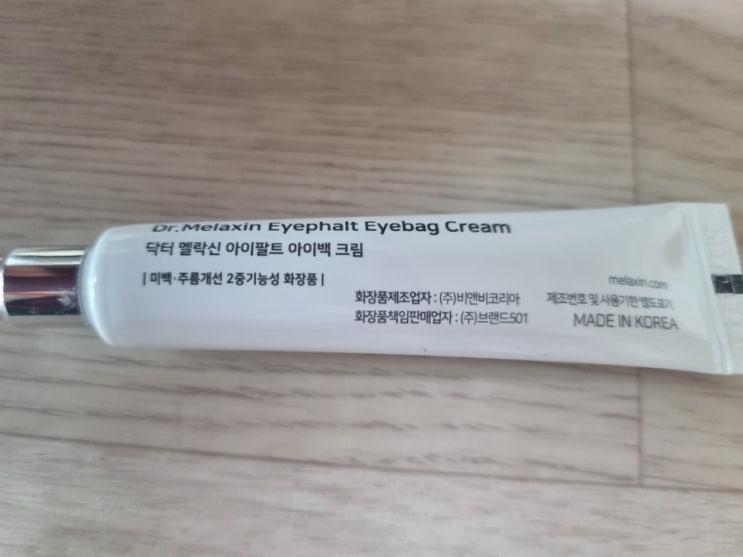 Dr.Melaxin Eyephalt Eyebag Cream
닥터 멜락신 아이팔트 아이백 크림
| 미백·주름개선 2중기능성 화장품 |
화장품제조업자 : (주)비앤비코리아
화장품책임판매업자 : (주)브랜드501
melaxin.com
제조번호 및 사용기한 별도표기
MADE IN KOREA